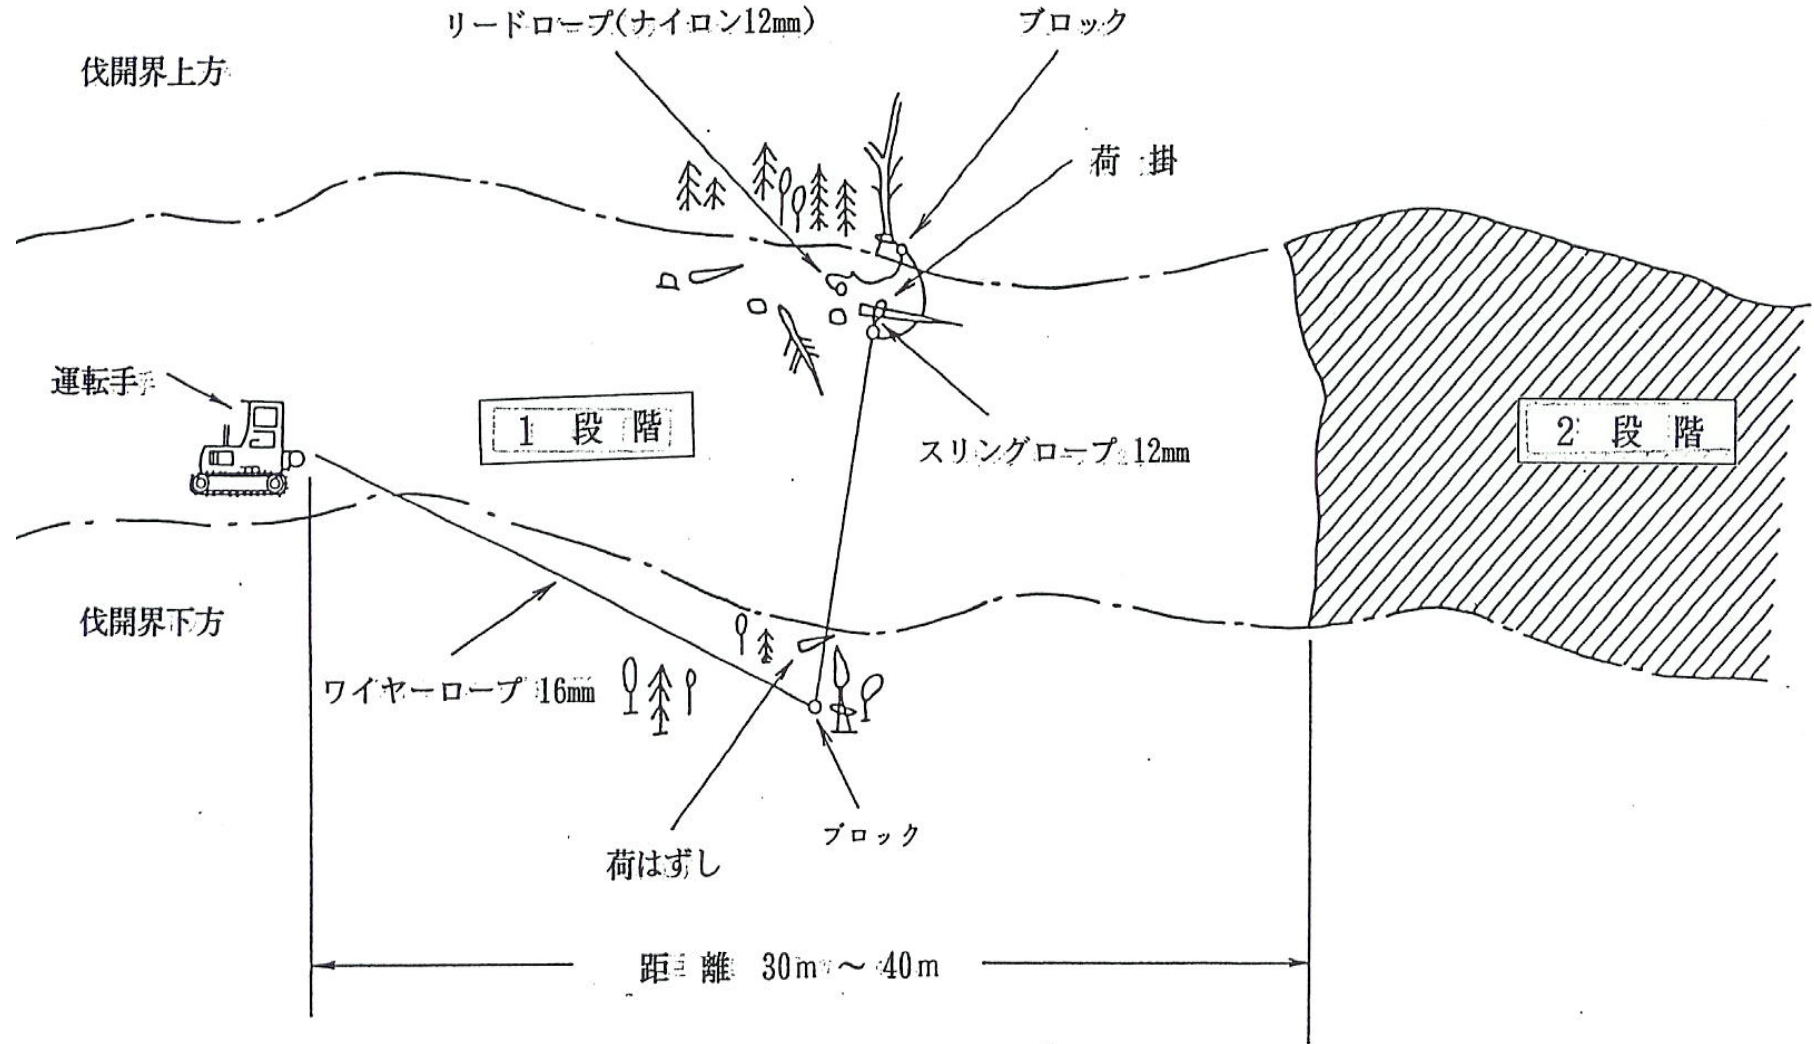 リードロープ(ナイロン12mm)
ブロック
伐開界上方
荷掛
運転手
1段階
2段階
スリングロープ 12mm
伐開界下方
ワイヤーロープ 16mm
ブロック
荷はずし
距離 30m～40m